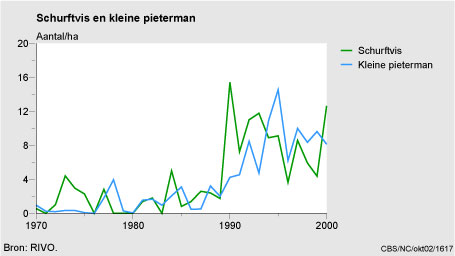 Schurftvis en kleine pieterman
Aantal/ha
20
16
12
8
4
0
1970
1980
1990
2000
Schurftvis
Kleine pieterman
Bron: RIVO.
CBS/NC/okt02/1617